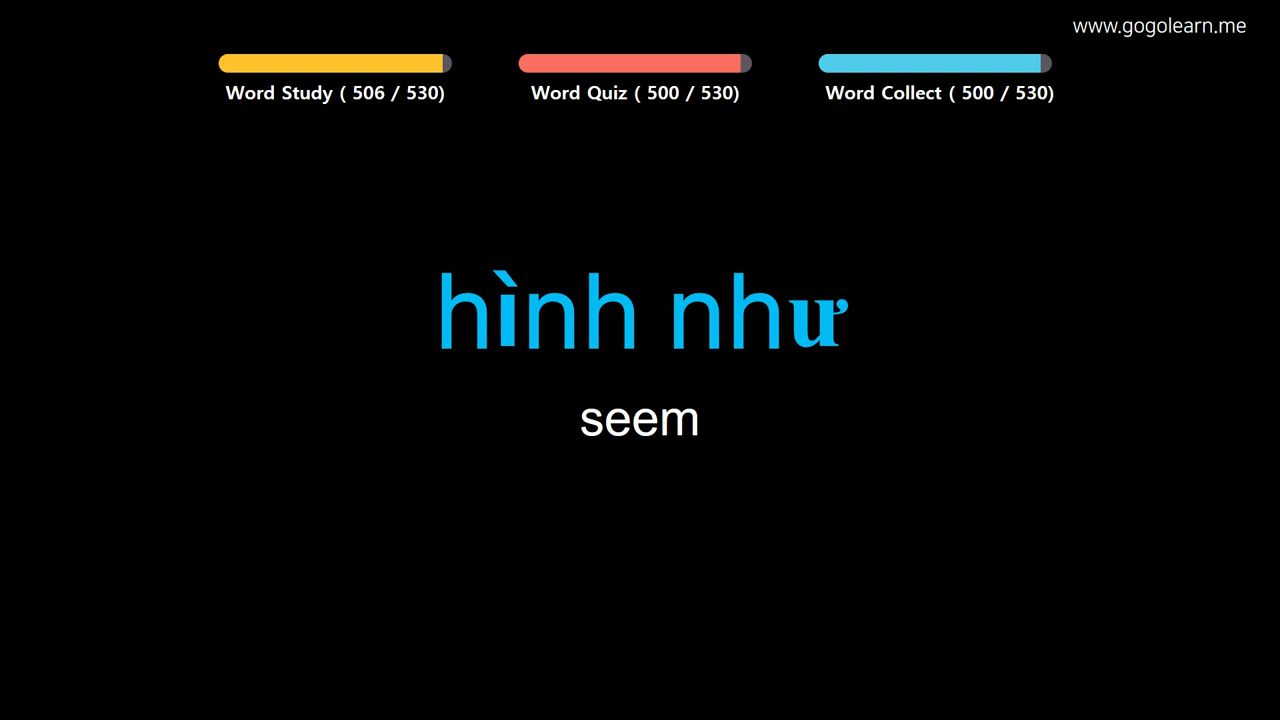 www.gogolearn.me
Word Study ( 506 / 530)
Word Quiz ( 500 / 530)
Word Collect ( 500 / 530)
hình như
seem